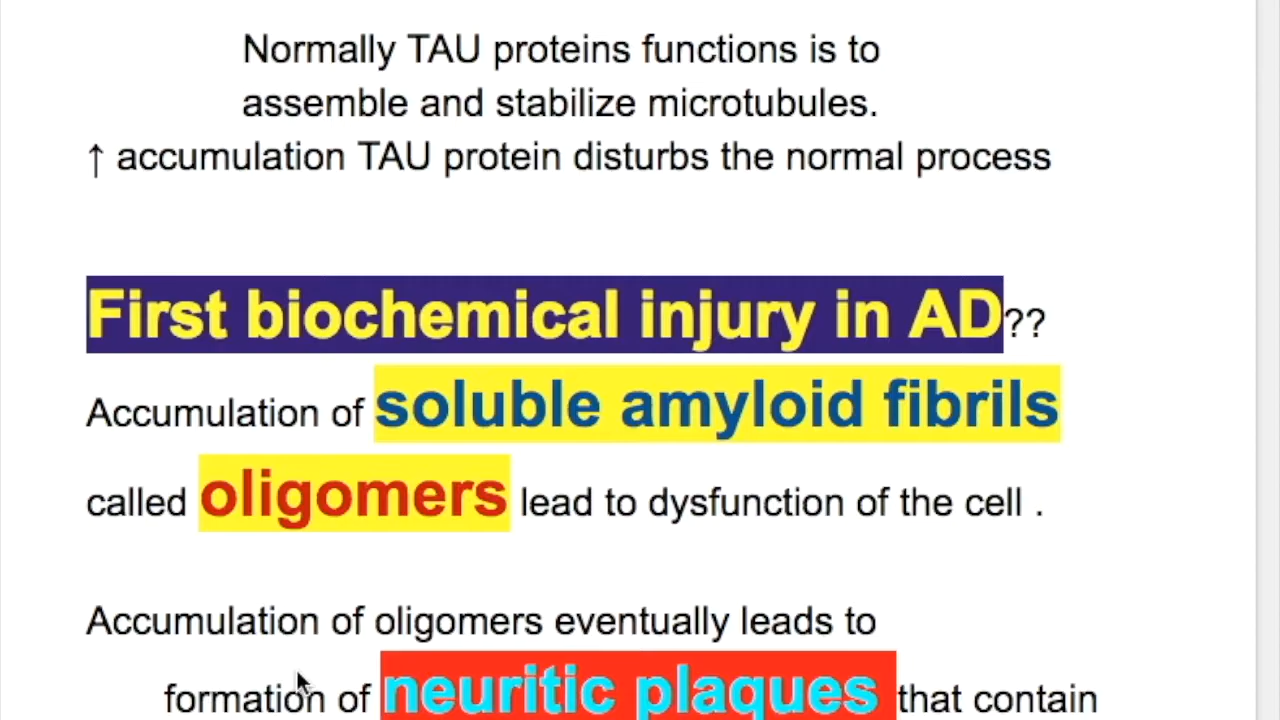 Normally TAU proteins functions is to
assemble and stabilize microtubules.
↑ accumulation TAU protein disturbs the normal process
First biochemical injury in AD??
Accumulation of soluble amyloid fibrils
called oligomers lead to dysfunction of the cell .
Accumulation of oligomers eventually leads to
formation of neuritic plaques that contain